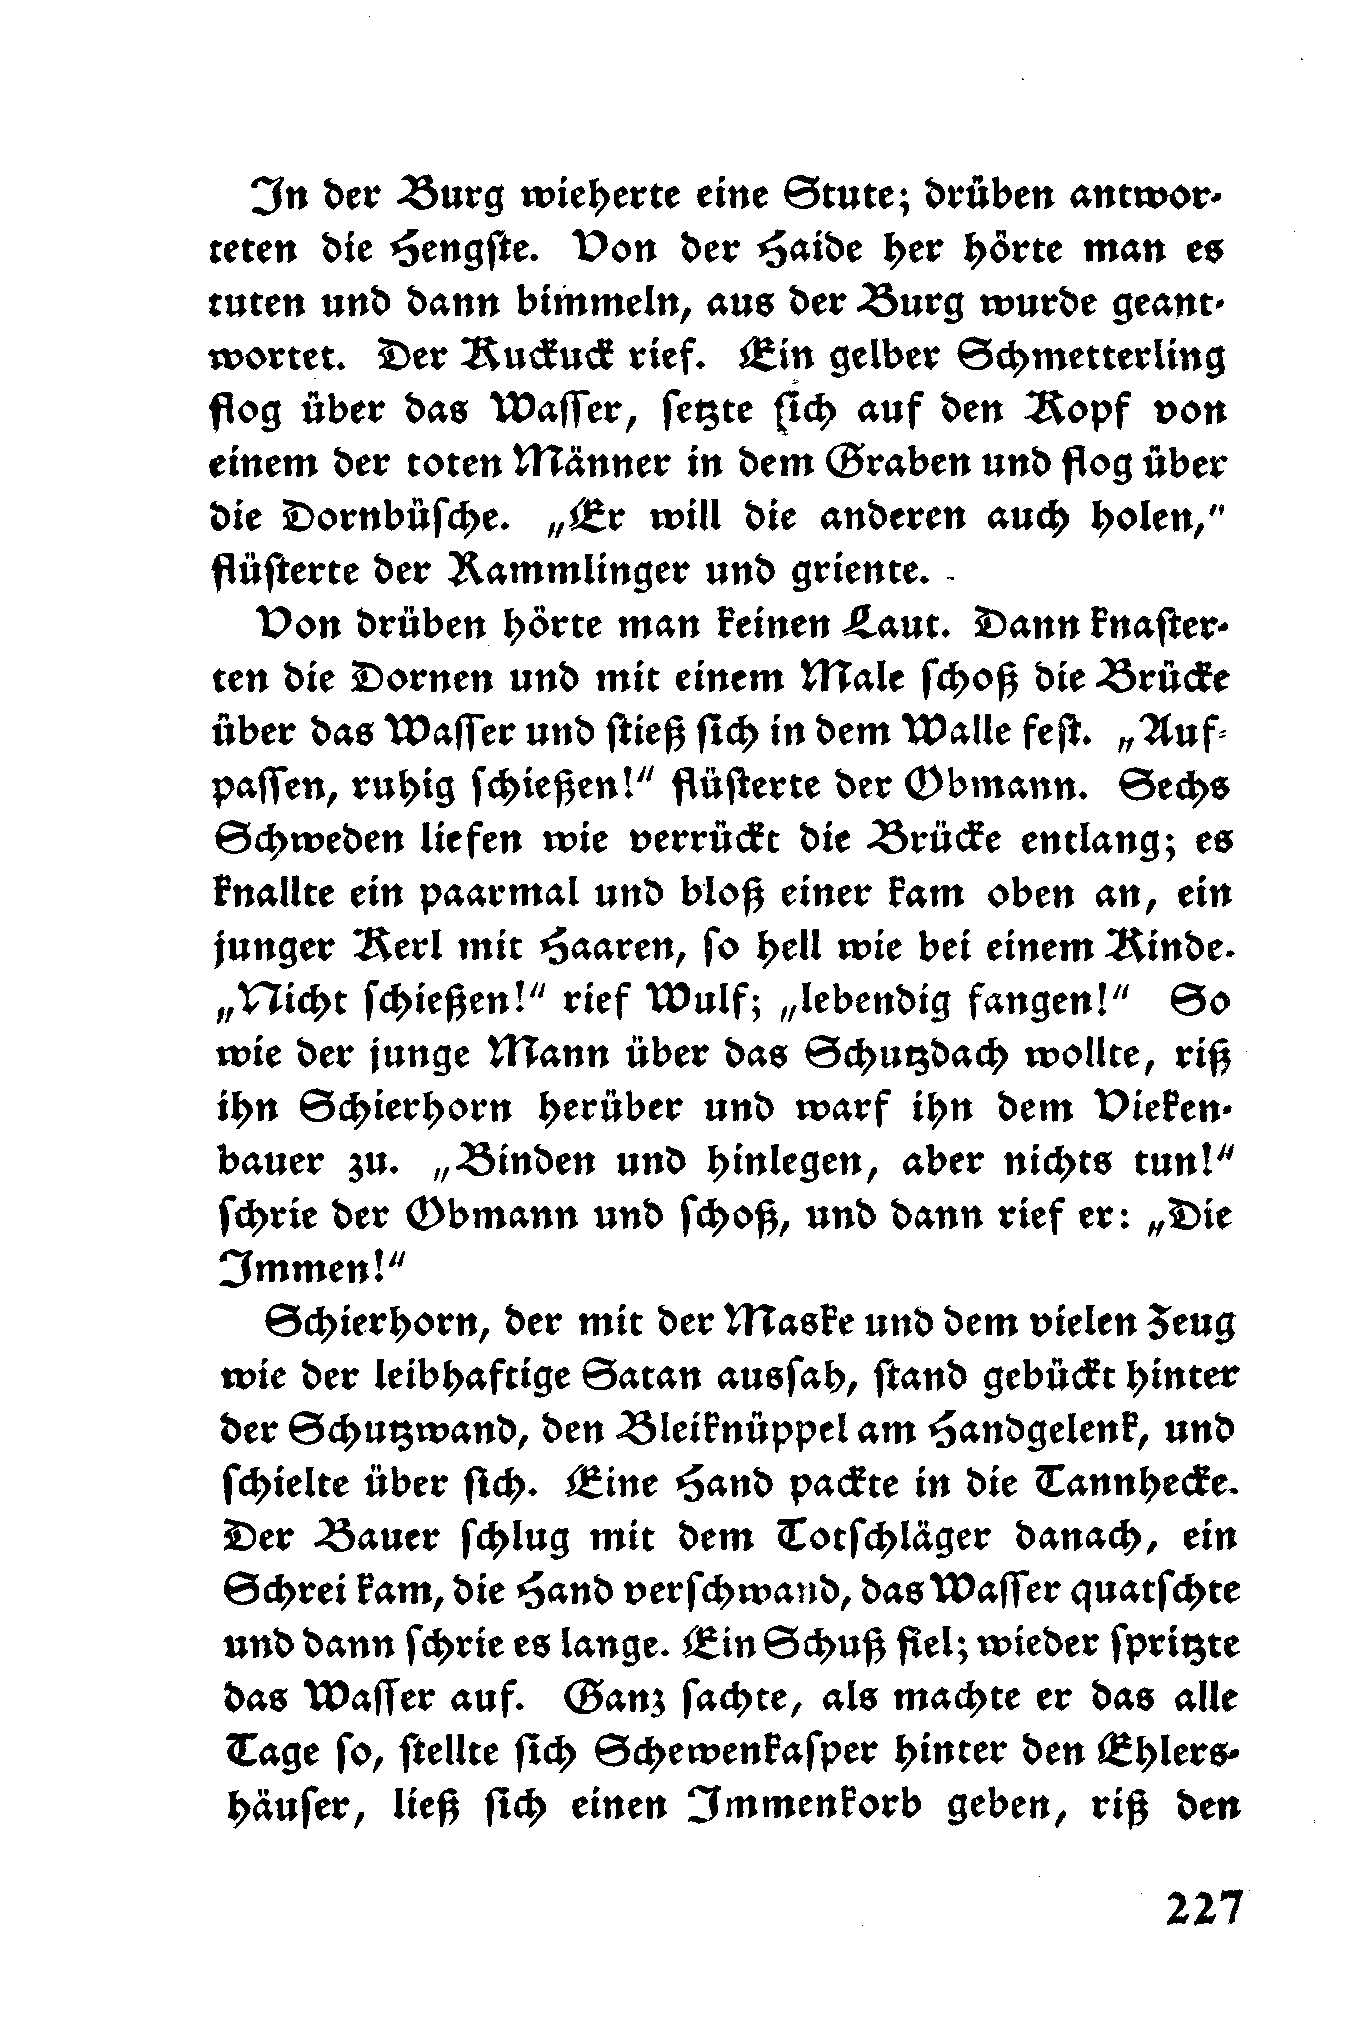 In der Burg wieherte eine Stute; drüben antwor-
teten die Hengſte. Von der Haide her hörte man es
tuten und dann bimmeln, aus der Burg wurde geant-
wortet. Der Kuckuck rief. Ein gelber Schmetterling
flog über das Waſſer, ſetzte ſich auf den Kopf von
einem der toten Männer in dem Graben und flog über
die Dornbüſche. „Er will die anderen auch holen,"
flüſterte der Rammlinger und griente.
Von drüben hörte man keinen Laut. Dann knaſter-
ten die Dornen und mit einem Male ſchoß die Brücke
über das Waſſer und ſtieß ſich in dem Walle feſt. „Auf-
paſſen, ruhig ſchießen!“ flüſterte der Obmann. Sechs
Schweden liefen wie verrückt die Brücke entlang; es
knallte ein paarmal und bloß einer kam oben an, ein
junger Kerl mit Haaren, ſo hell wie bei einem Kinde.
„Nicht ſchießen!“ rief Wulf; „lebendig fangen!“ So
wie der junge Mann über das Schutzdach wollte, riß
ihn Schierhorn herüber und warf ihn dem Vieken-
bauer zu. „Binden und hinlegen, aber nichts tun!“
ſchrie der Obmann und ſchoß, und dann rief er: „Die
Immen!“
Schierhorn, der mit der Maske und dem vielen Zeug
wie der leibhaftige Satan ausſah, ſtand gebückt hinter
der Schutzwand, den Bleiknüppel am Handgelenk, und
ſchielte über ſich. Eine Hand packte in die Tannhecke.
Der Bauer ſchlug mit dem Totſchläger danach, ein
Schrei kam, die Hand verſchwand, das Waſſer quatſchte
und dann ſchrie es lange. Ein Schuß fiel; wieder ſpritzte
das Waſſer auf. Ganz ſachte, als machte er das alle
Tage ſo, ſtellte ſich Schewenkaſper hinter den Ehlers-
häuſer, ließ ſich einen Immenkorb geben, riß den
227